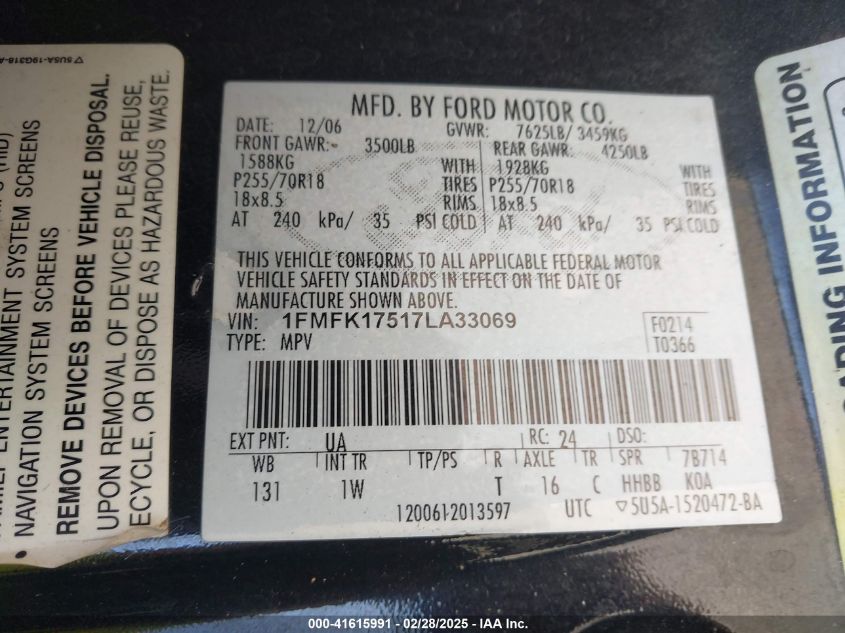 5U5A-19G318-A
(HID)
FAMILY ENTERTAINMENT SYSTEM SCREENS
• NAVIGATION SYSTEM SCREENS
REMOVE DEVICES BEFORE VEHICLE DISPOSAL.
UPON REMOVAL OF DEVICES PLEASE REUSE,
ECYCLE, OR DISPOSE AS HAZARDOUS WASTE.
MFD. BY FORD MOTOR CO.
DATE: 12/06 GVWR: 7625LB/ 3459KG
FRONT GAWR: 3500LB REAR GAWR: 4250LB
1588KG WITH 1928KG WITH
P255/70R18 TIRES P255/70R18 TIRES
18x8.5 RIMS 18x8.5 RIMS
AT 240 kPa/ 35 PSI COLD AT 240 kPa/ 35 PSI COLD
THIS VEHICLE CONFORMS TO ALL APPLICABLE FEDERAL MOTOR
VEHICLE SAFETY STANDARDS IN EFFECT ON THE DATE OF
MANUFACTURE SHOWN ABOVE.
VIN: 1FMFK17517LA33069 F0214
TYPE: MPV T0366
EXT PNT: UA RC: 24 DSO:
WB INT TR TP/PS R AXLE TR SPR 7B714
131 1W T 16 C HHBB KOA
1200612013597 UTC ▽5U5A-1520472-BA
ADING INFORMATION
000-41615991 - 02/28/2025 - IAA Inc.